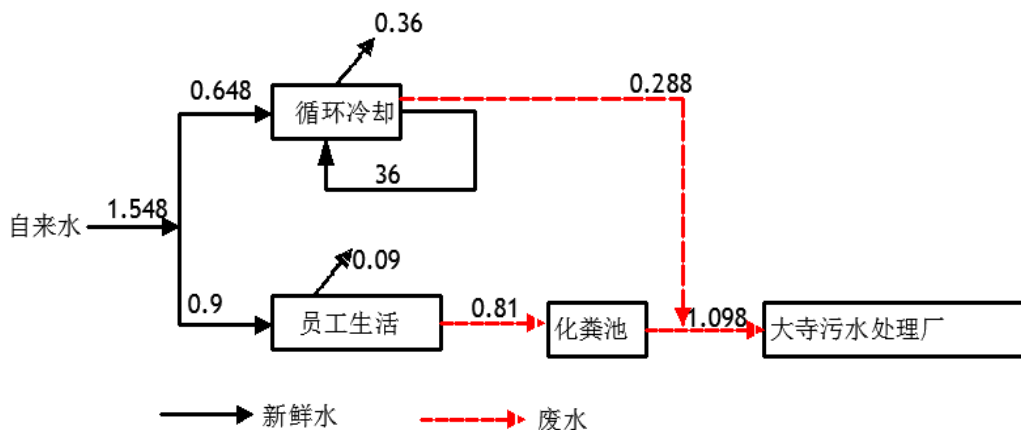 0.36
0.648
0.288
循环冷却
36
自来水
1.548
0.09
0.9
员工生活
0.81
化粪池
1.098
大寺污水处理厂
新鲜水
废水